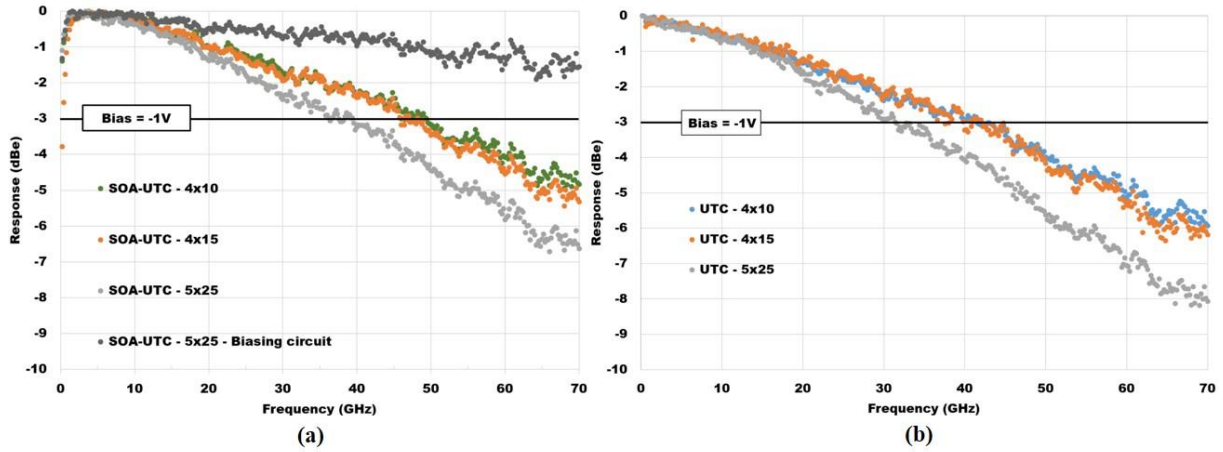 0
-1
-2
-3
-4
-5
-6
-7
-8
-9
-10
Response (dBe)
Bias = -1V
SOA-UTC - 4x10
SOA-UTC - 4x15
SOA-UTC - 5x25
SOA-UTC - 5x25 - Biasing circuit
0 10 20 30 40 50 60 70
Frequency (GHz)
(a)
0
-1
-2
-3
-4
-5
-6
-7
-8
-9
-10
Response (dBe)
Bias = -1V
UTC - 4x10
UTC - 4x15
UTC - 5x25
0 10 20 30 40 50 60 70
Frequency (GHz)
(b)